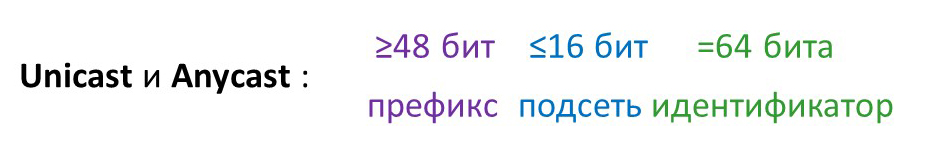 ≥48 бит ≤16 бит =64 бита
Unicast и Anycast :
префикс подсеть идентификатор